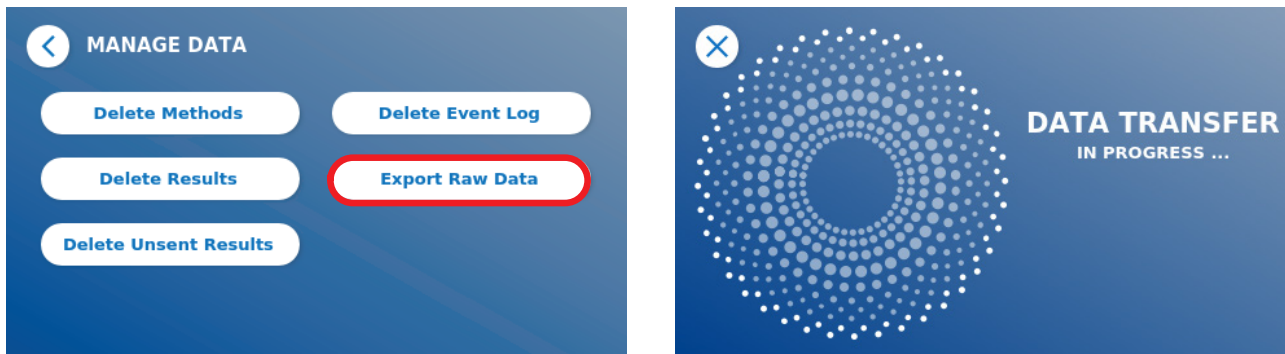 MANAGE DATA
Delete Methods
Delete Event Log
Delete Results
Export Raw Data
Delete Unsent Results
DATA TRANSFER
IN PROGRESS ...